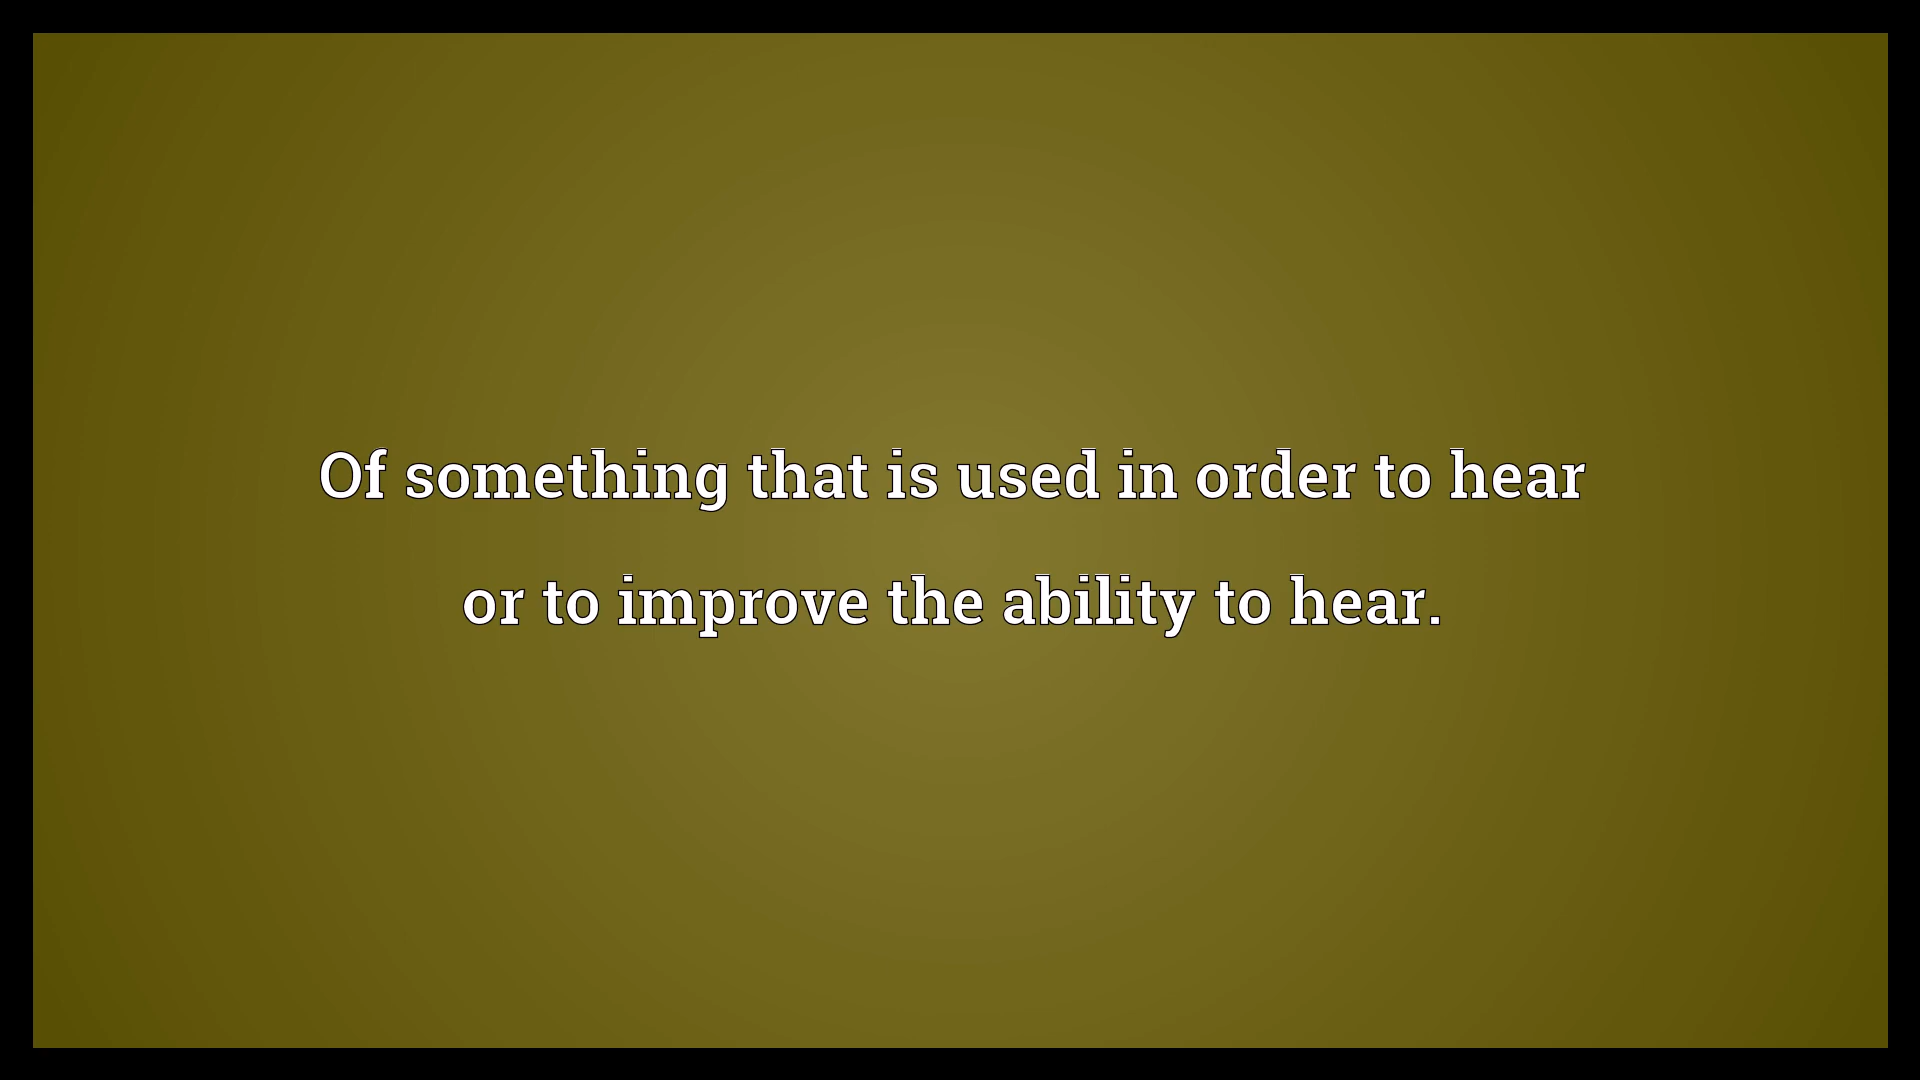 Of something that is used in order to hear
or to improve the ability to hear.